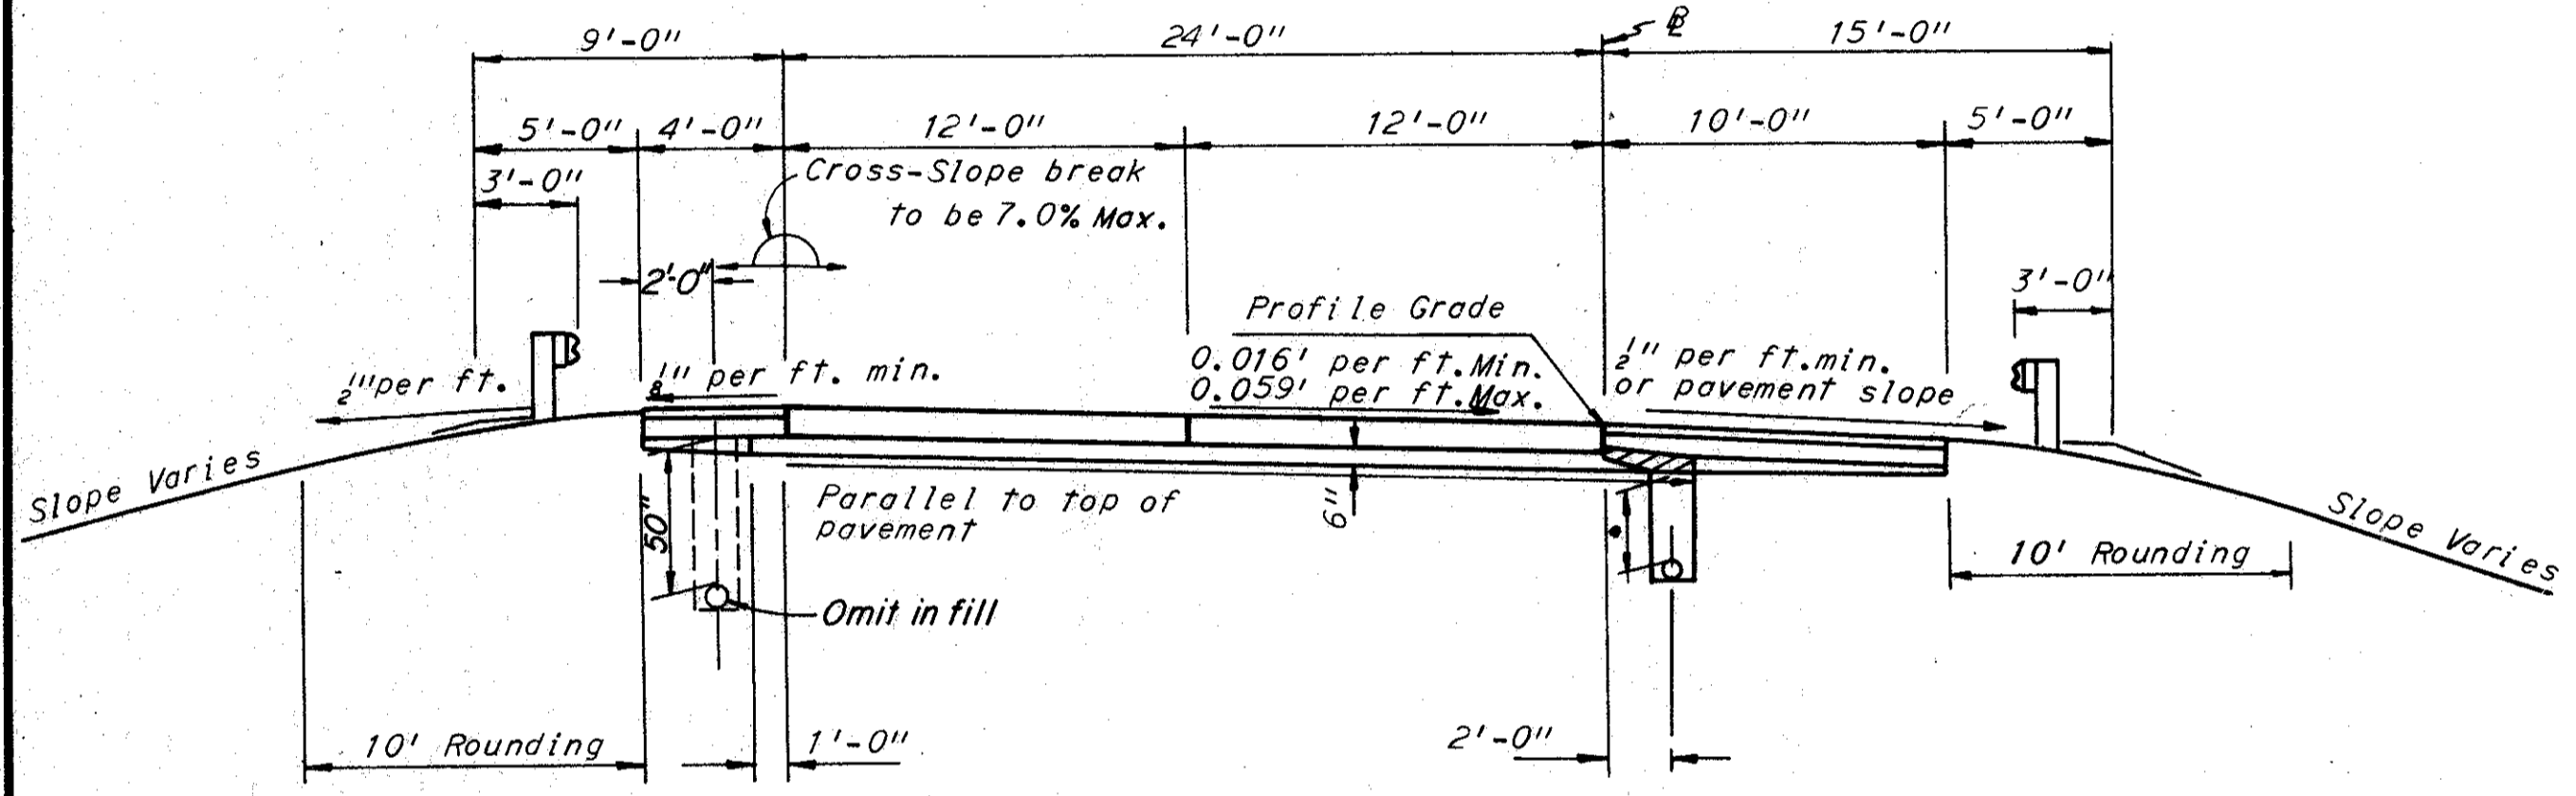 9'-0" 24'-0" ℞ 15'-0"
5'-0" 4'-0" 12'-0" 12'-0" 10'-0" 5'-0"
3'-0"
Cross-Slope break
to be 7.0% Max.
2'-0"
3'-0"
Profile Grade
1/2" per ft.
1/8" per ft. min.
0.016' per ft. Min.
0.059' per ft. Max.
1/2" per ft. min.
or pavement slope
Slope Varies
50"
Parallel to top of
pavement
6"
Slope Varies
10' Rounding
Omit in fill
10' Rounding
1'-0"
2'-0"